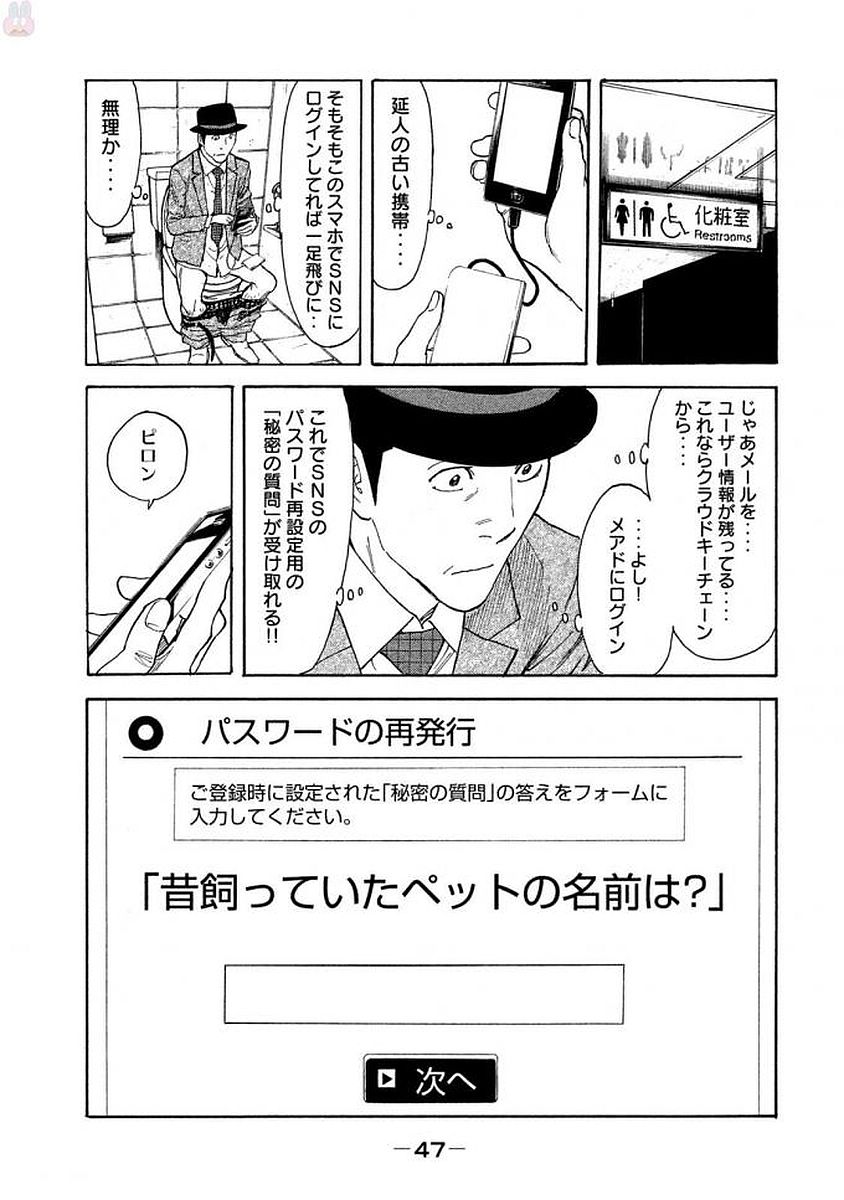 化粧室
Restrooms
延人の古い携帯‥‥
そもそもこのスマホでSNSに
ログインしてれば一足飛びに‥
無理か‥‥
じゃあメールを‥‥
ユーザー情報が残ってる‥‥
これならクラウドキーチェーン
から‥‥
‥‥よし!
メアドにログイン
これでSNSの
パスワード再設定用の
「秘密の質問」が受け取れる!!
ピロン
パスワードの再発行
ご登録時に設定された「秘密の質問」の答えをフォームに
入力してください。
「昔飼っていたペットの名前は?」
次へ
—47—